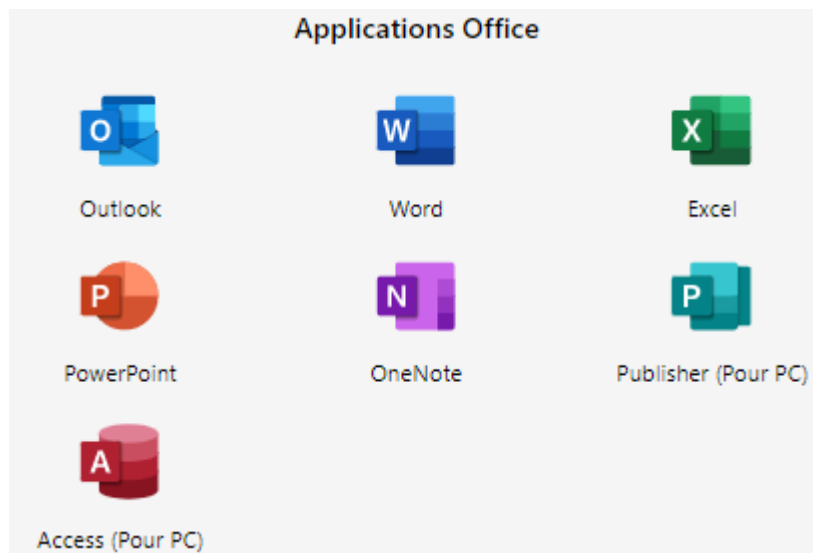 Applications Office
O
W
X
Outlook
Word
Excel
P
N
P
PowerPoint
OneNote
Publisher (Pour PC)
A
Access (Pour PC)